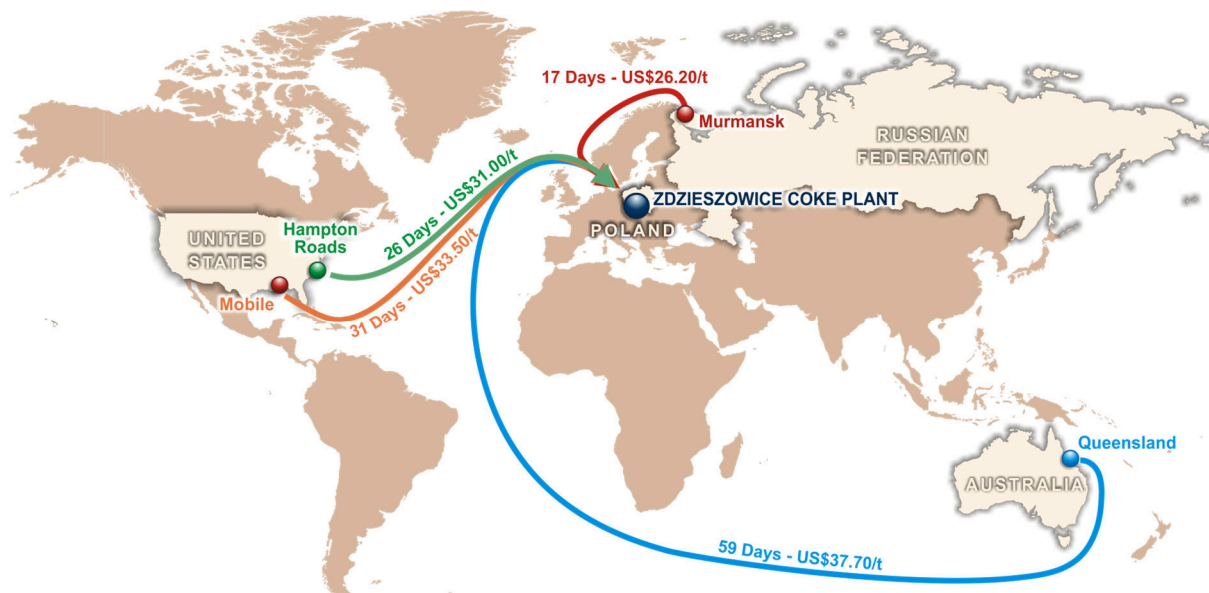 17 Days - US$26.20/t
Murmansk
RUSSIAN
FEDERATION
ZDZIESZOWICE COKE PLANT
POLAND
UNITED
STATES
Hampton
Roads
26 Days - US$31.00/t
Mobile
31 Days - US$33.50/t
Queensland
AUSTRALIA
59 Days - US$37.70/t